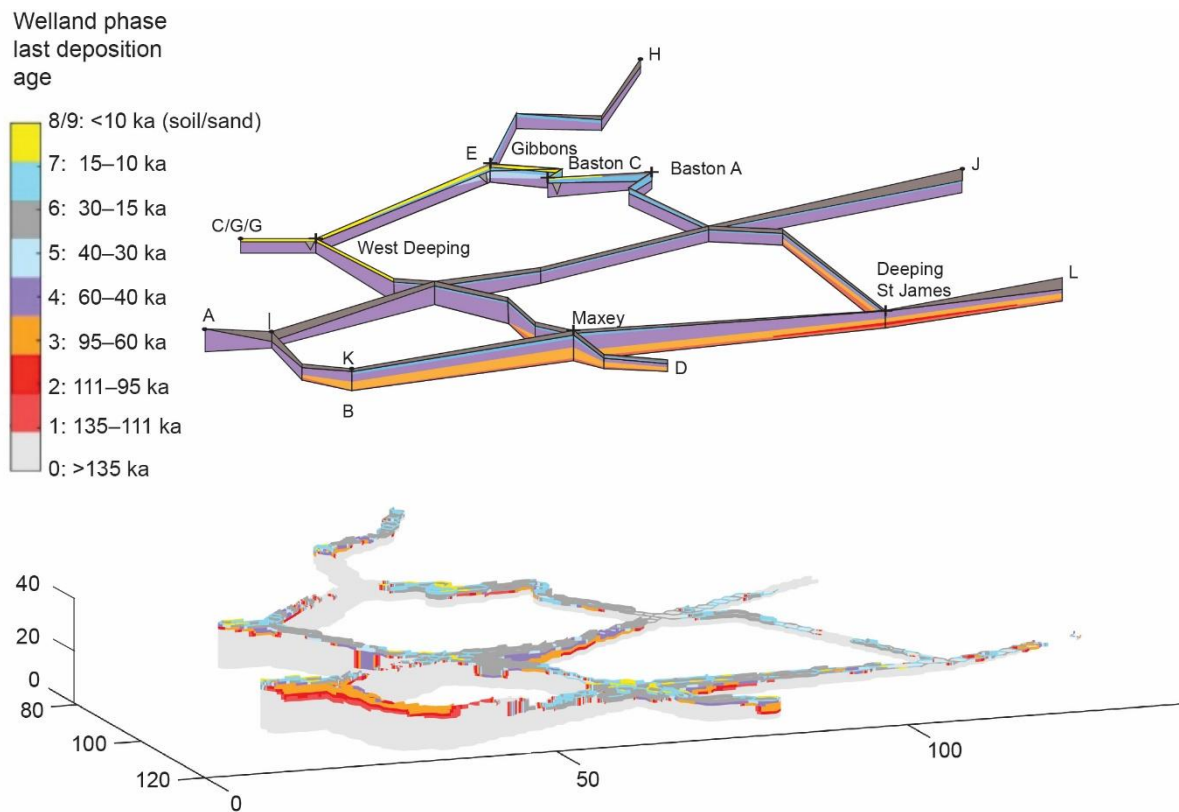 Welland phase
last deposition
age
8/9: <10 ka (soil/sand)
7: 15–10 ka
6: 30–15 ka
5: 40–30 ka
4: 60–40 ka
3: 95–60 ka
2: 111–95 ka
1: 135–111 ka
0: >135 ka
H
E
Gibbons
Baston C
Baston A
J
C/G/G
West Deeping
Deeping
St James
L
A
I
Maxey
K
D
B
40
20
0
80
100
120
0
50
100